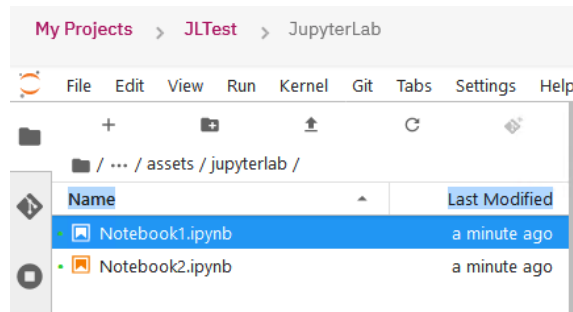 My Projects > JLTest > JupyterLab
File Edit View Run Kernel Git Tabs Settings Help
/ ··· / assets / jupyterlab /
Name Last Modified
Notebook1.ipynb a minute ago
Notebook2.ipynb a minute ago